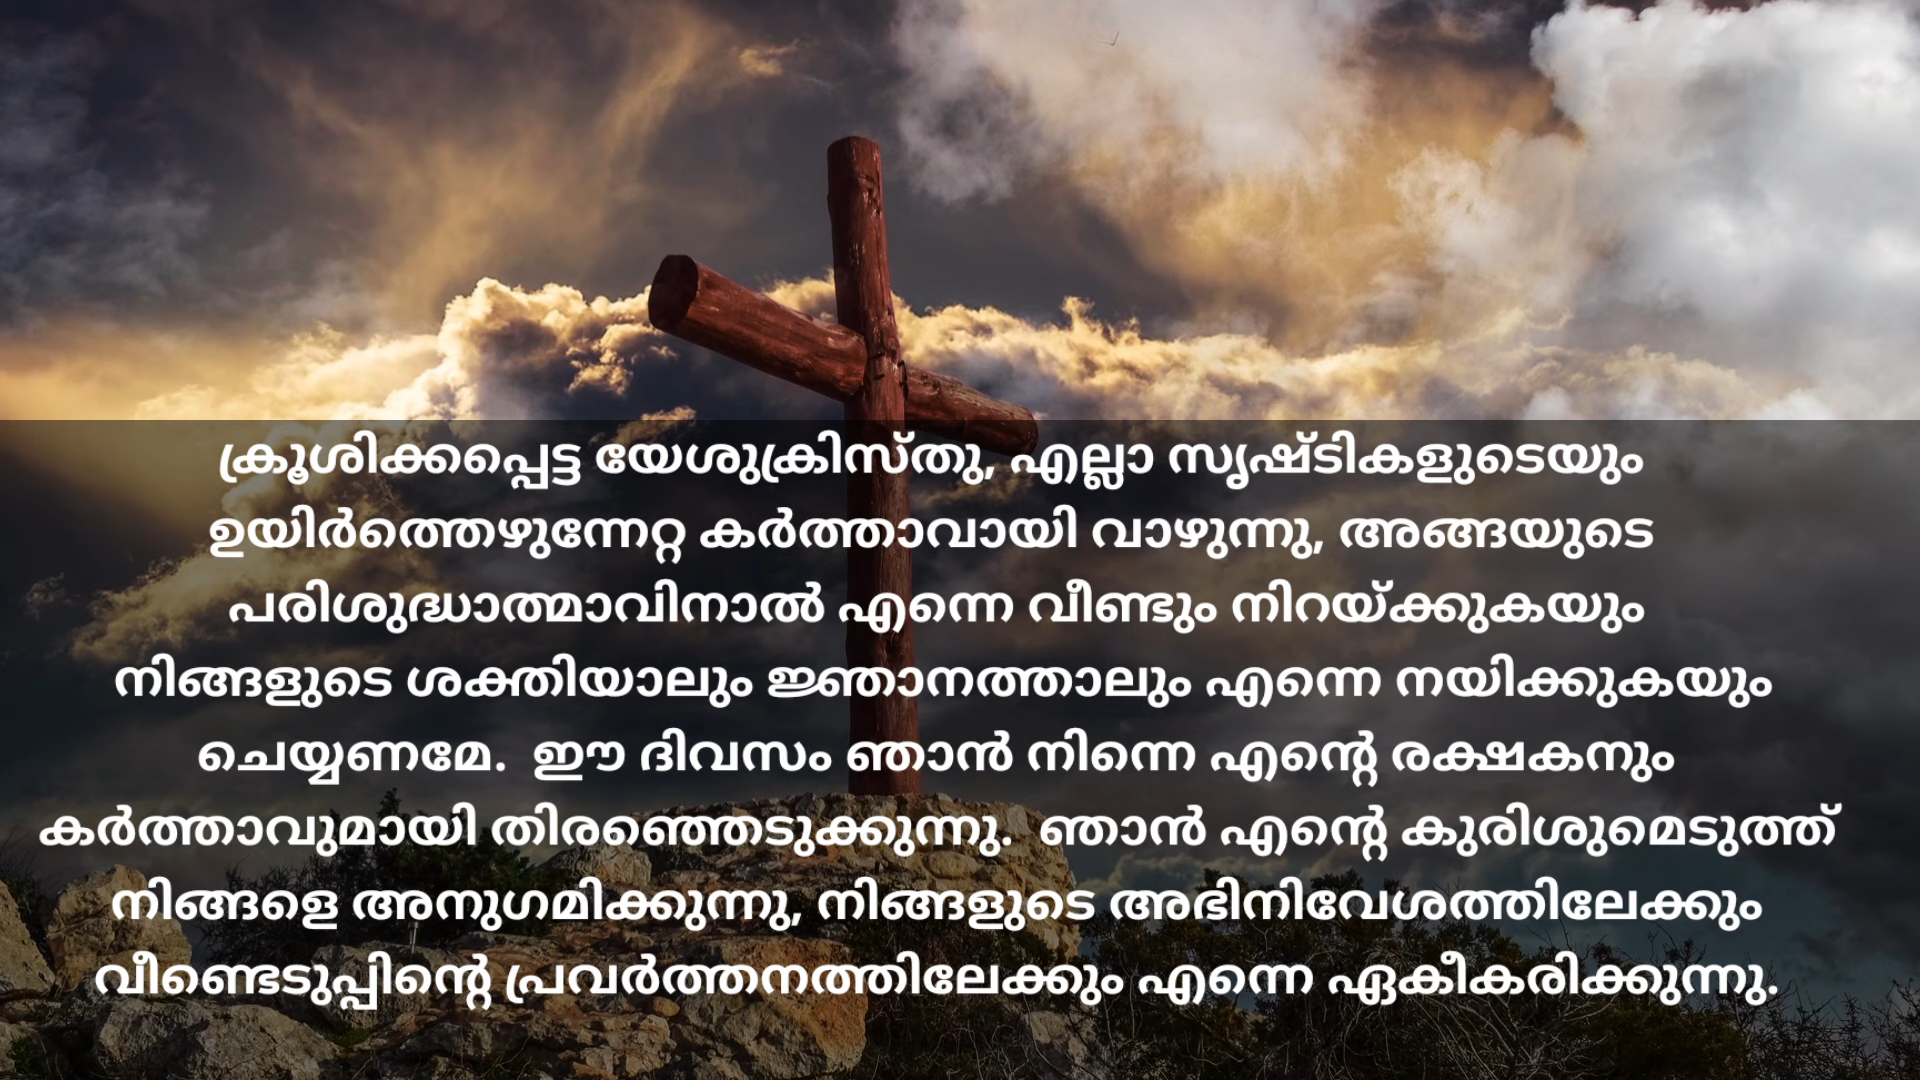 ക്രൂശിക്കപ്പെട്ട യേശുക്രിസ്തു, എല്ലാ സൃഷ്ടികളുടെയും
ഉയിർത്തെഴുന്നേറ്റ കർത്താവായി വാഴുന്നു, അങ്ങയുടെ
പരിശുദ്ധാത്മാവിനാൽ എന്നെ വീണ്ടും നിറയ്ക്കുകയും
നിങ്ങളുടെ ശക്തിയാലും ജ്ഞാനത്താലും എന്നെ നയിക്കുകയും
ചെയ്യണമേ. ഈ ദിവസം ഞാൻ നിന്നെ എന്റെ രക്ഷകനും
കർത്താവുമായി തിരഞ്ഞെടുക്കുന്നു. ഞാൻ എന്റെ കുരിശുമെടുത്ത്
നിങ്ങളെ അനുഗമിക്കുന്നു, നിങ്ങളുടെ അഭിനിവേശത്തിലേക്കും
വീണ്ടെടുപ്പിന്റെ പ്രവർത്തനത്തിലേക്കും എന്നെ ഏകീകരിക്കുന്നു.